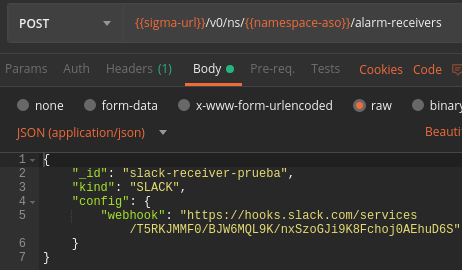 POST {{sigma-url}}/v0/ns/{{namespace-aso}}/alarm-receivers
Params Auth Headers (1) Body Pre-req. Tests Cookies Code
none form-data x-www-form-urlencoded raw binary
JSON (application/json) Beauti
1 {
2 "_id": "slack-receiver-prueba",
3 "kind": "SLACK",
4 "config": {
5 "webhook": "https://hooks.slack.com/services
/T5RKJMMF0/BJW6MQL9K/nxSzoGJi9K8Fchoj0AEhuD6S"
6 }
7 }